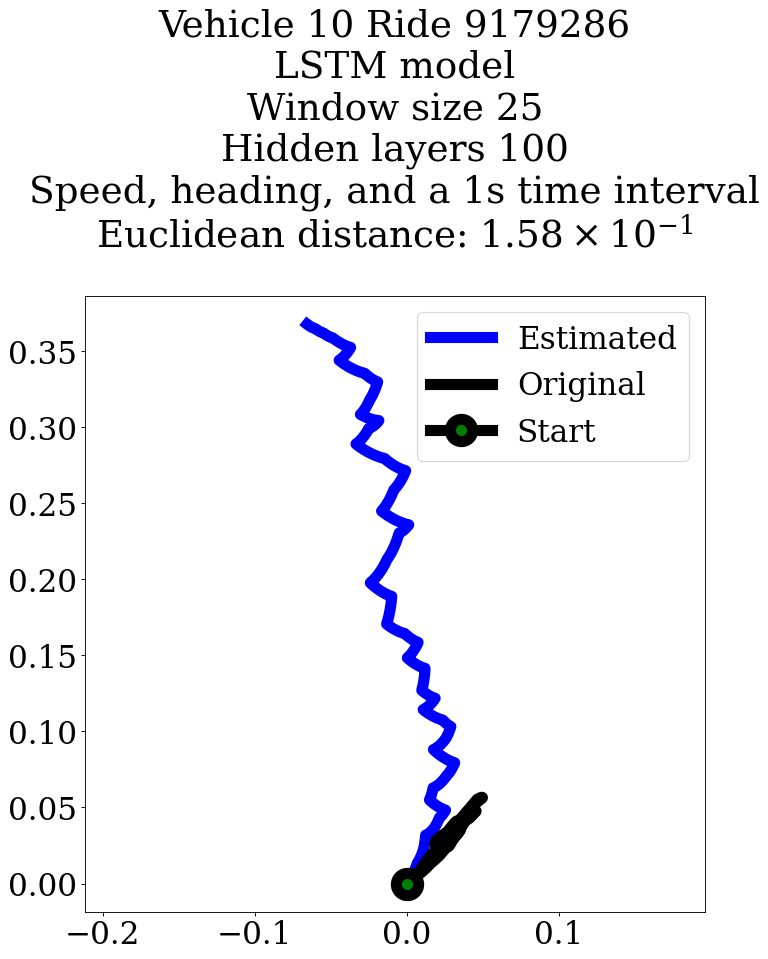 Vehicle 10 Ride 9179286
LSTM model
Window size 25
Hidden layers 100
Speed, heading, and a 1s time interval
Euclidean distance: 1.58 × 10⁻¹
Estimated
Original
Start
0.35
0.30
0.25
0.20
0.15
0.10
0.05
0.00
−0.2 −0.1 0.0 0.1